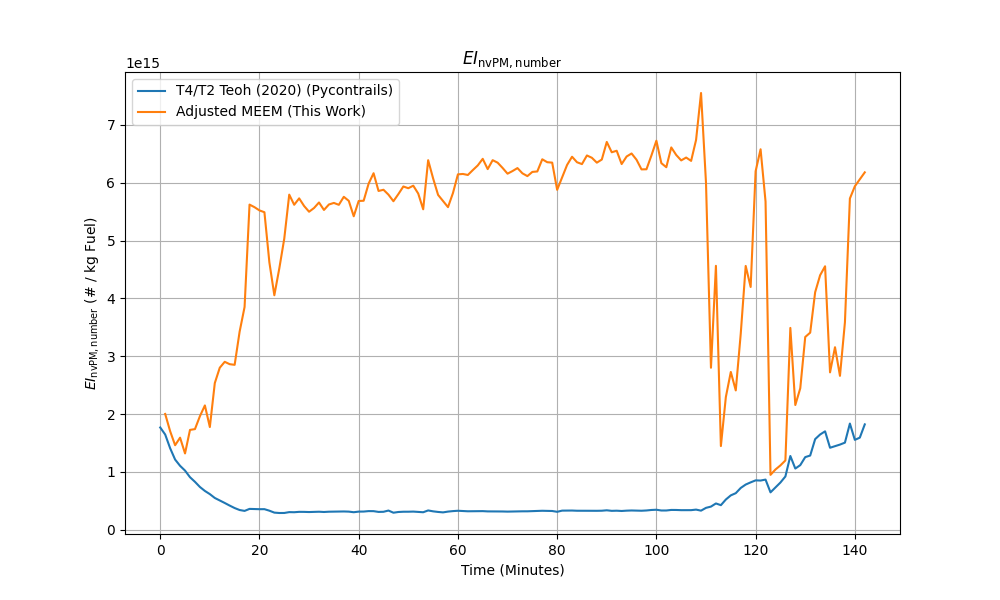 EI_nvPM, number
1e15
T4/T2 Teoh (2020) (Pycontrails)
Adjusted MEEM (This Work)
EI_nvPM, number (# / kg Fuel)
7
6
5
4
3
2
1
0
0 20 40 60 80 100 120 140
Time (Minutes)